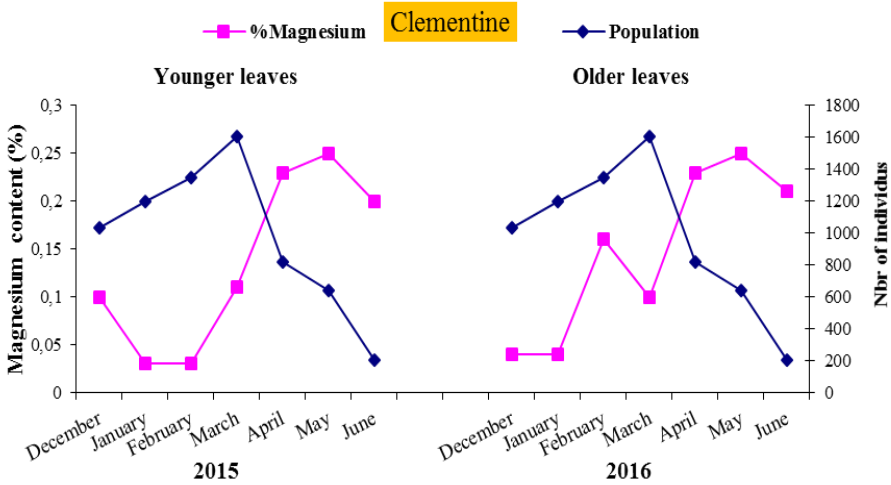 Clementine
%Magnesium
Population
Younger leaves
Older leaves
Magnesium content (%)
0,3
0,25
0,2
0,15
0,1
0,05
0
1800
1600
1400
1200
1000
800
600
400
200
0
Nbr of individus
December January February March April May June
December January February March April May June
2015
2016